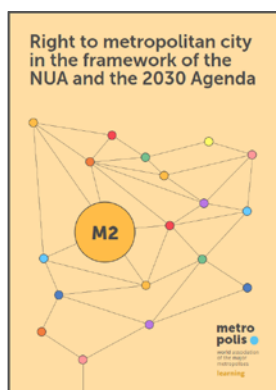 Right to metropolitan city
in the framework of the
NUA and the 2030 Agenda
M2
metro
polis
world association
of the major
metropolises
learning